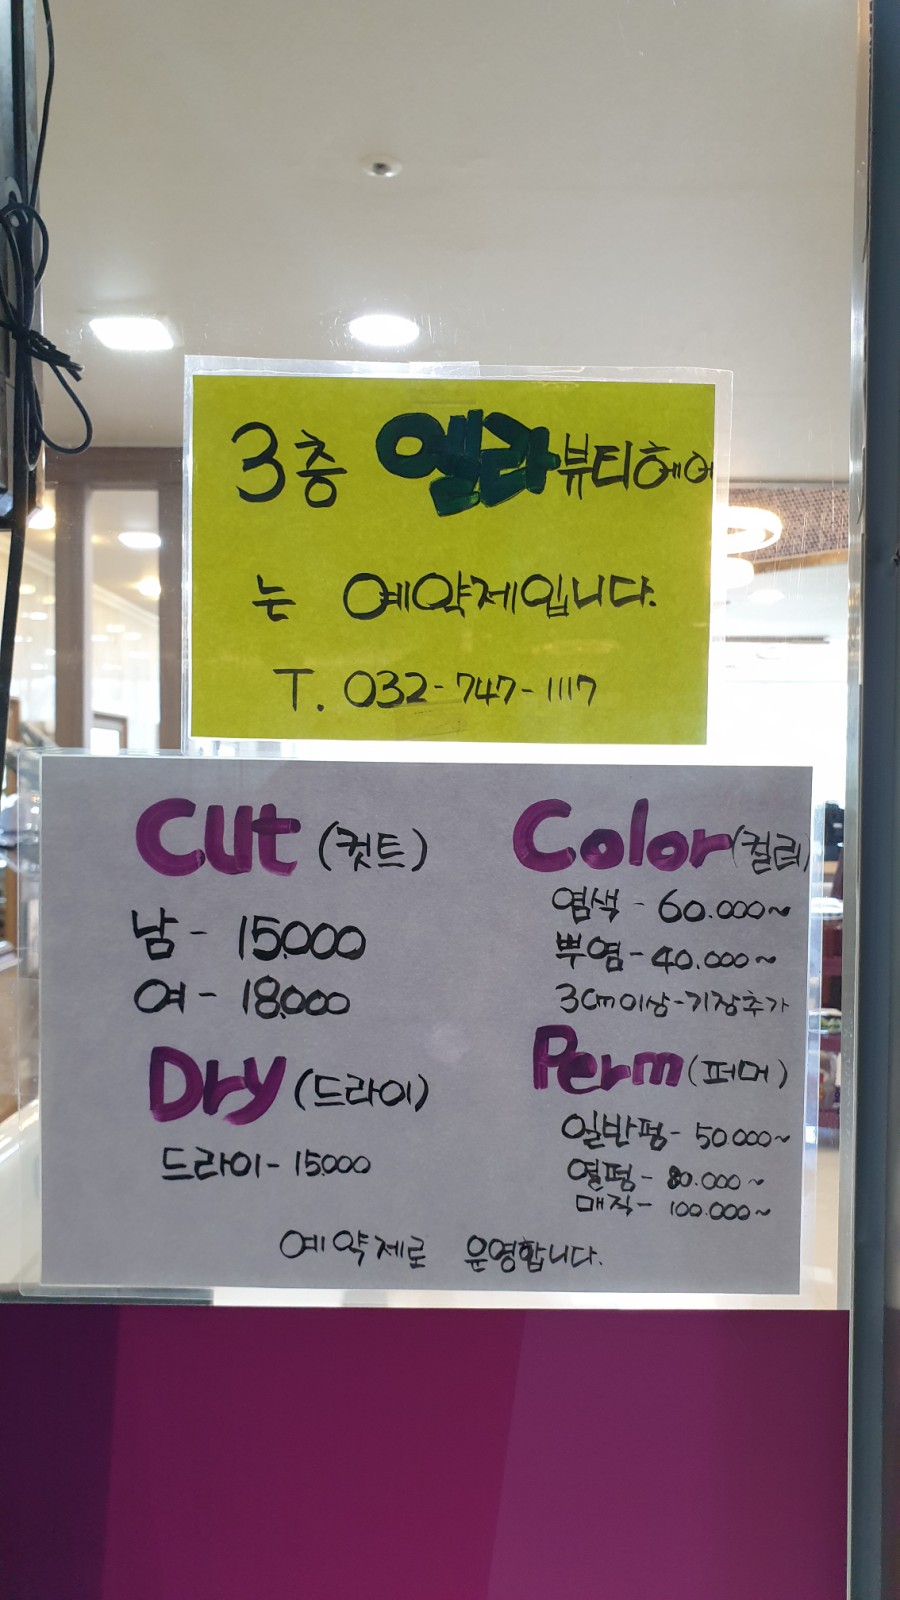 3층 엘라뷰티헤어
는 예약제입니다.
T. 032-747-1117
Cut (컷트)
남 - 15.000
여 - 18.000
Dry (드라이)
드라이 - 15.000
Color (컬러)
염색 - 60.000~
뿌염 - 40.000~
3cm이상-기장추가
Perm (퍼머)
일반펌 - 50.000~
열펌 - 80.000~
매직 - 100.000~
예약제로 운영합니다.